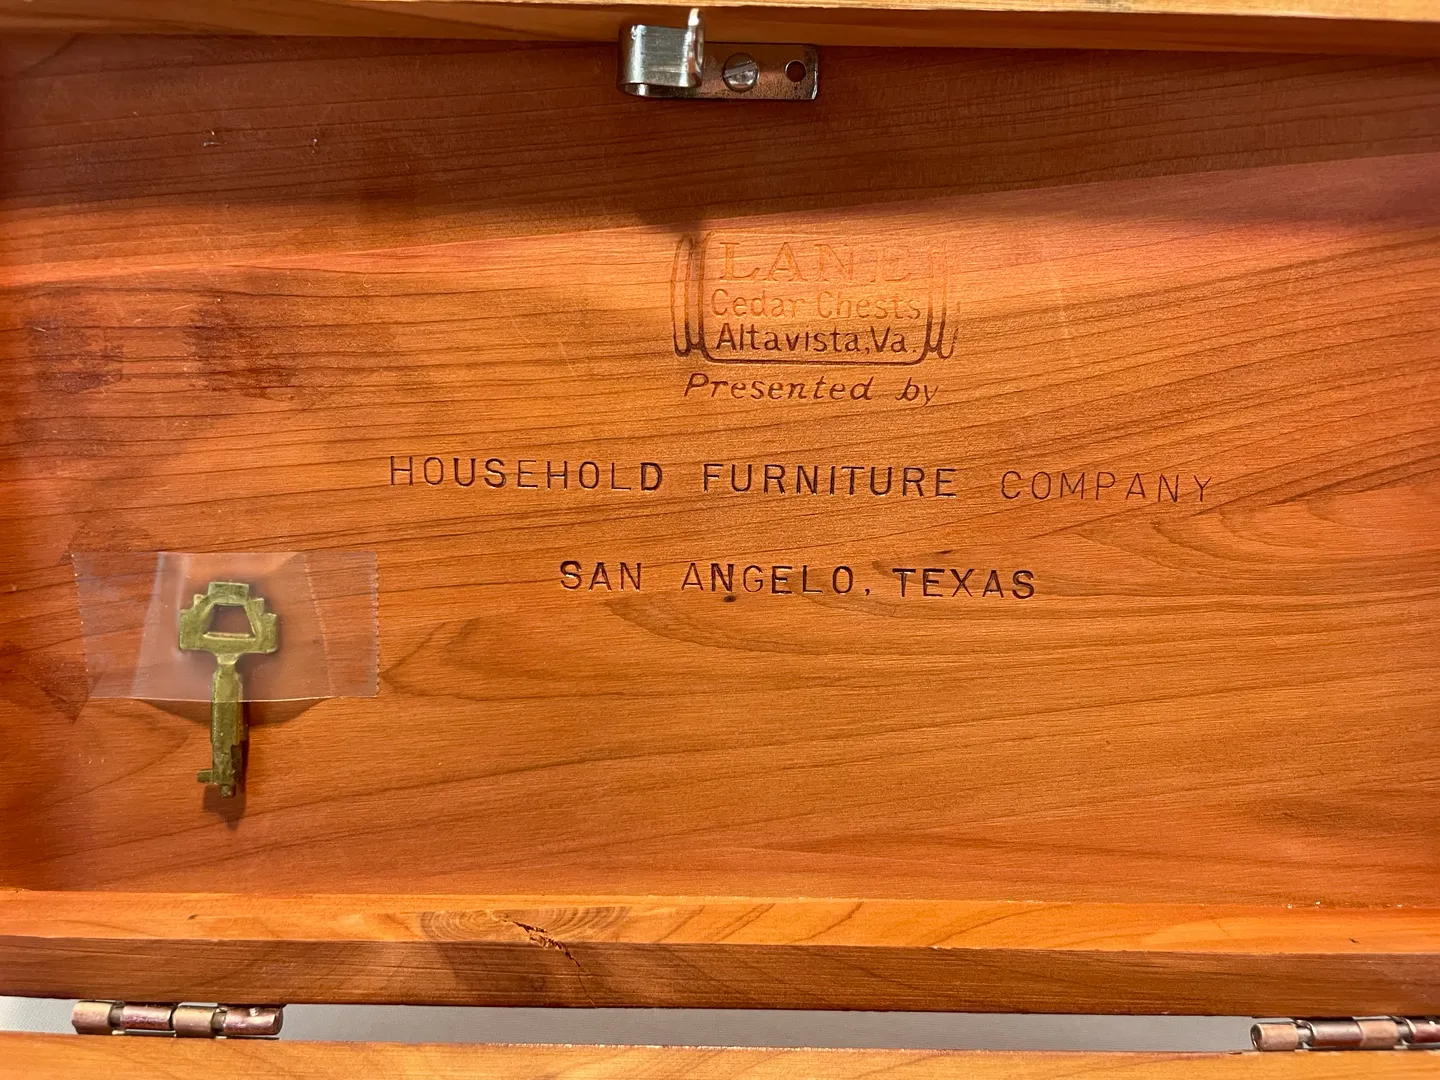 LANE
Cedar Chests
Altavista, Va.
Presented by
HOUSEHOLD FURNITURE COMPANY
SAN ANGELO, TEXAS